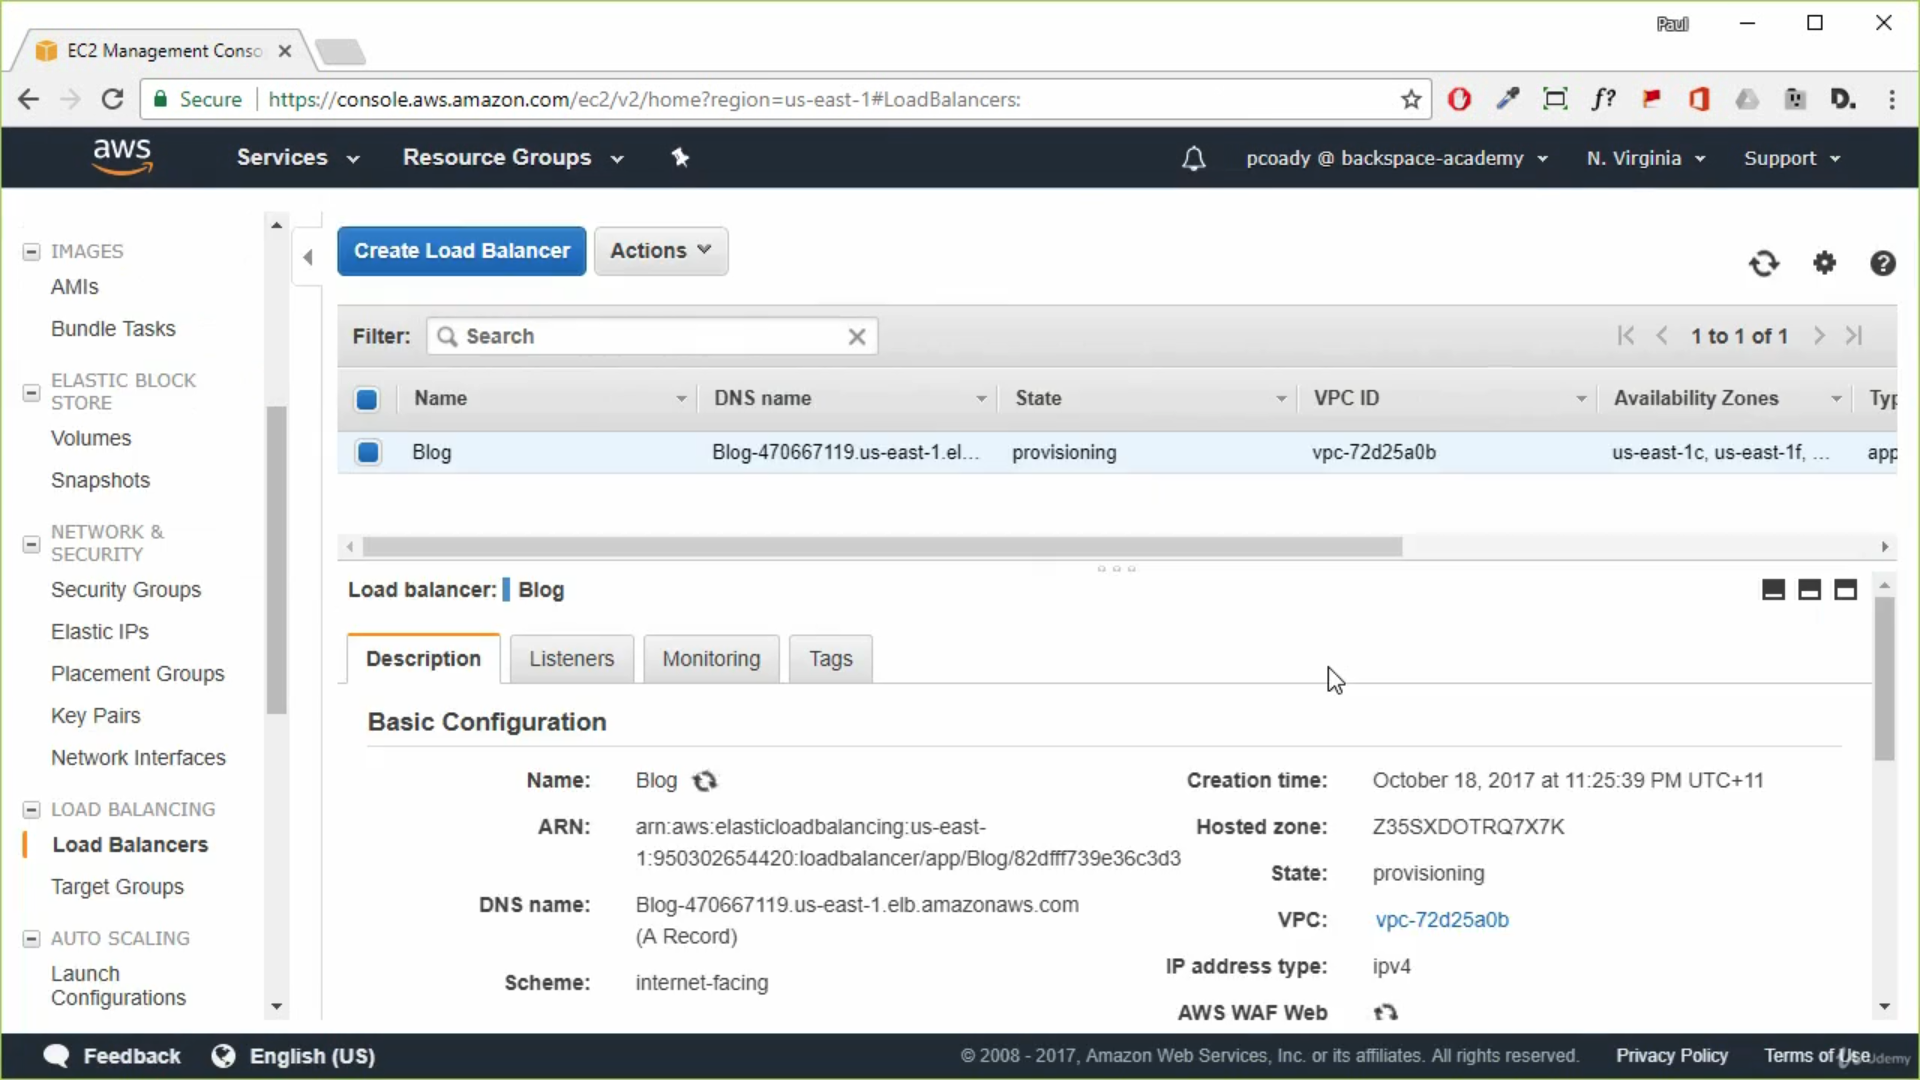 Paul
EC2 Management Conso
Secure https://console.aws.amazon.com/ec2/v2/home?region=us-east-1#LoadBalancers:
f?
D.
aws Services Resource Groups pcoady @ backspace-academy N. Virginia Support
IMAGES
AMIs
Bundle Tasks
ELASTIC BLOCK
STORE
Volumes
Snapshots
NETWORK &
SECURITY
Security Groups
Elastic IPs
Placement Groups
Key Pairs
Network Interfaces
LOAD BALANCING
Load Balancers
Target Groups
AUTO SCALING
Launch
Configurations
Create Load Balancer Actions
Filter: Search 1 to 1 of 1
Name DNS name State VPC ID Availability Zones Typ
Blog Blog-470667119.us-east-1.el... provisioning vpc-72d25a0b us-east-1c, us-east-1f, ... app
Load balancer: Blog
Description Listeners Monitoring Tags
Basic Configuration
Name: Blog
ARN: arn:aws:elasticloadbalancing:us-east-
1:950302654420:loadbalancer/app/Blog/82dfff739e36c3d3
DNS name: Blog-470667119.us-east-1.elb.amazonaws.com
(A Record)
Scheme: internet-facing
Creation time: October 18, 2017 at 11:25:39 PM UTC+11
Hosted zone: Z35SXDOTRQ7X7K
State: provisioning
VPC: vpc-72d25a0b
IP address type: ipv4
AWS WAF Web
Feedback English (US) © 2008 - 2017, Amazon Web Services, Inc. or its affiliates. All rights reserved. Privacy Policy Terms of Use
Udemy